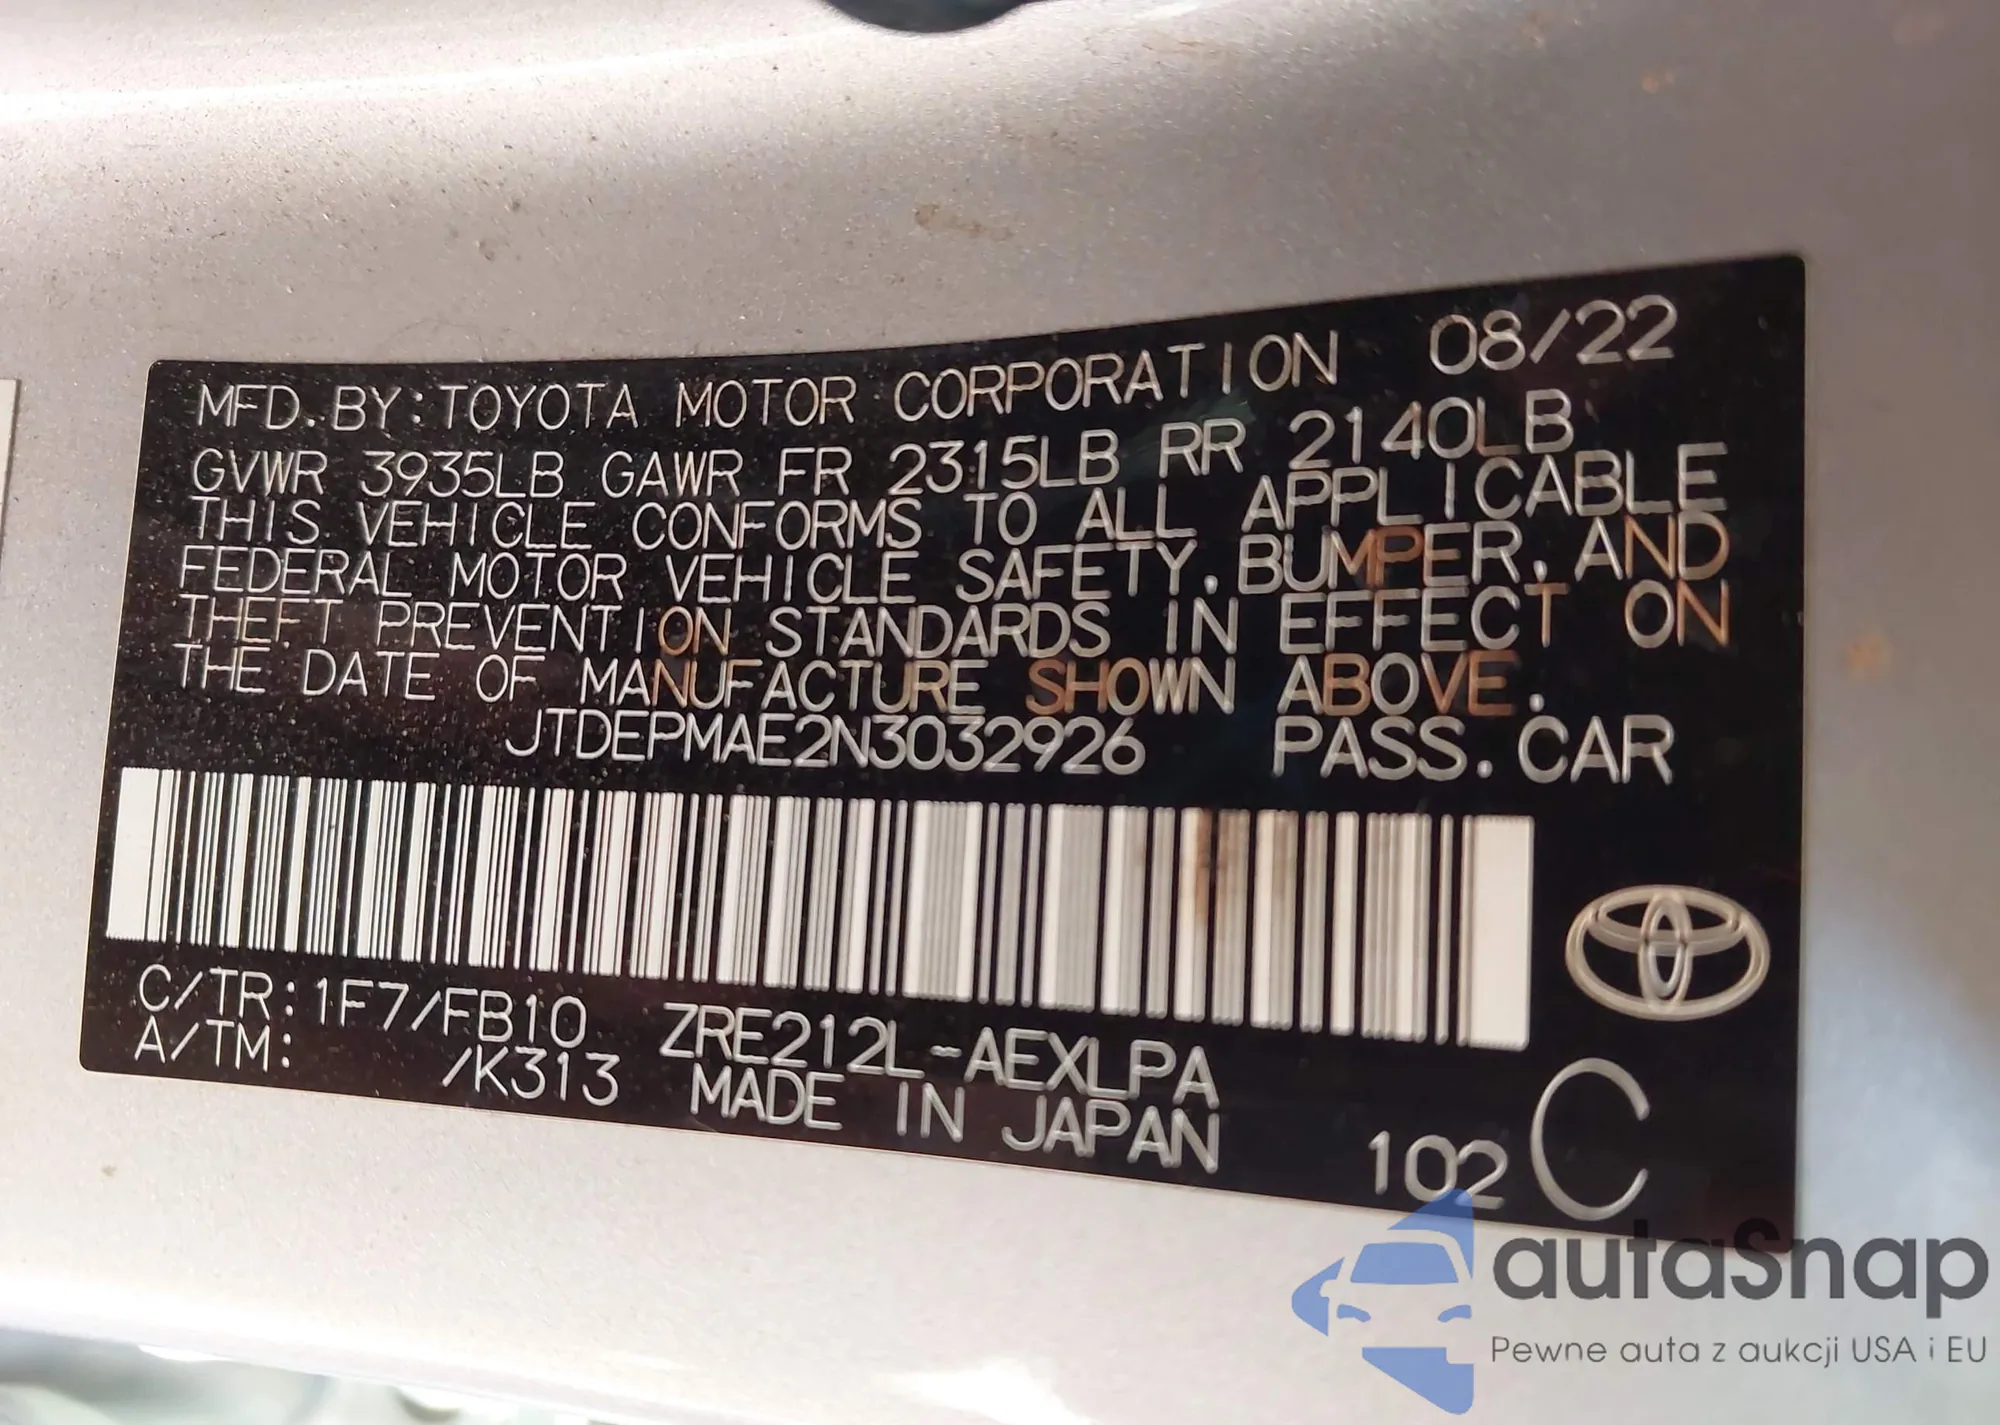 MFD.BY:TOYOTA MOTOR CORPORATION 08/22
GVWR 3935LB GAWR FR 2315LB RR 2140LB
THIS VEHICLE CONFORMS TO ALL APPLICABLE
FEDERAL MOTOR VEHICLE SAFETY, BUMPER, AND
THEFT PREVENTION STANDARDS IN EFFECT ON
THE DATE OF MANUFACTURE SHOWN ABOVE.
JTDEPMAE2N3032926 PASS.CAR
C/TR:1F7/FB10 ZRE212L-AEXLPA
A/TM: /K313 MADE IN JAPAN
102 C
autaSnap
Pewne auta z aukcji USA i EU